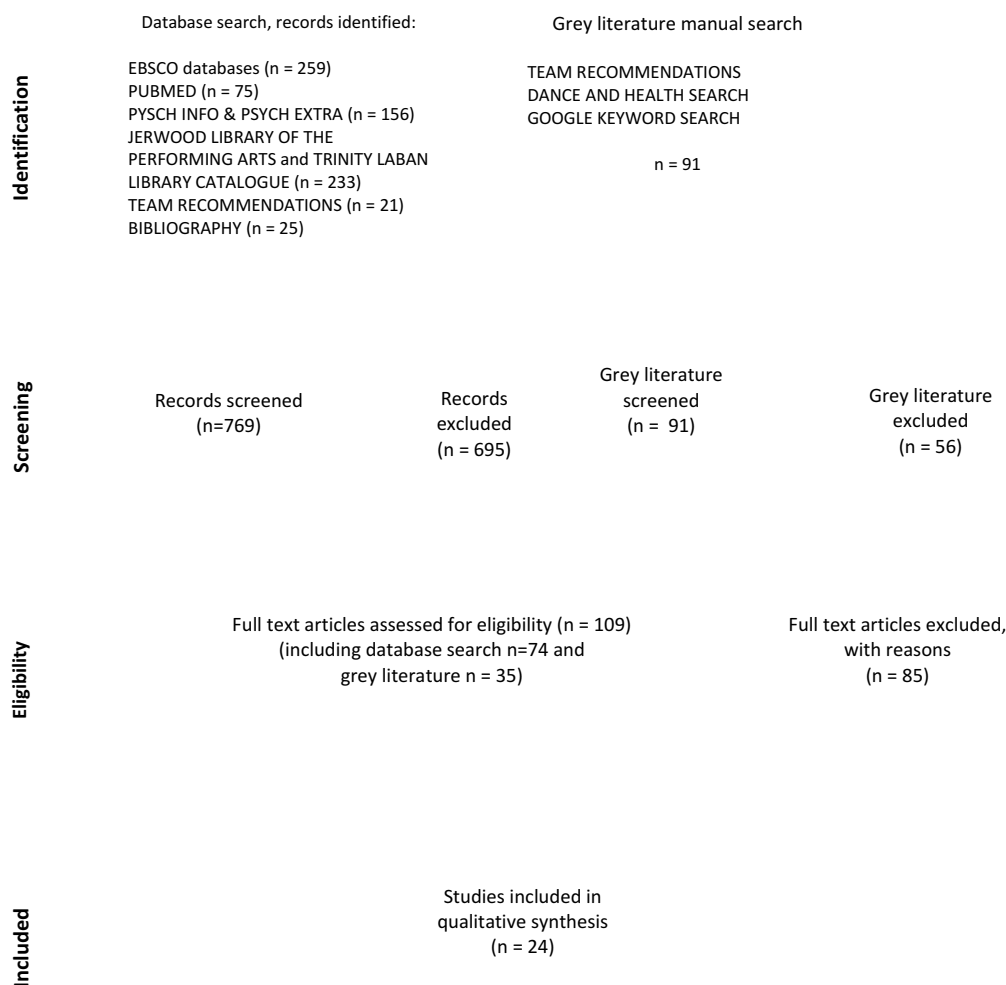 Identification
Database search, records identified:
EBSCO databases (n = 259)
PUBMED (n = 75)
PYSCH INFO & PSYCH EXTRA (n = 156)
JERWOOD LIBRARY OF THE
PERFORMING ARTS and TRINITY LABAN
LIBRARY CATALOGUE (n = 233)
TEAM RECOMMENDATIONS (n = 21)
BIBLIOGRAPHY (n = 25)
Grey literature manual search
TEAM RECOMMENDATIONS
DANCE AND HEALTH SEARCH
GOOGLE KEYWORD SEARCH
n = 91
Screening
Records screened
(n=769)
Records
excluded
(n = 695)
Grey literature
screened
(n =  91)
Grey literature
excluded
(n = 56)
Eligibility
Full text articles assessed for eligibility (n = 109)
(including database search n=74 and
grey literature n = 35)
Full text articles excluded,
with reasons
(n = 85)
Included
Studies included in
qualitative synthesis
(n = 24)